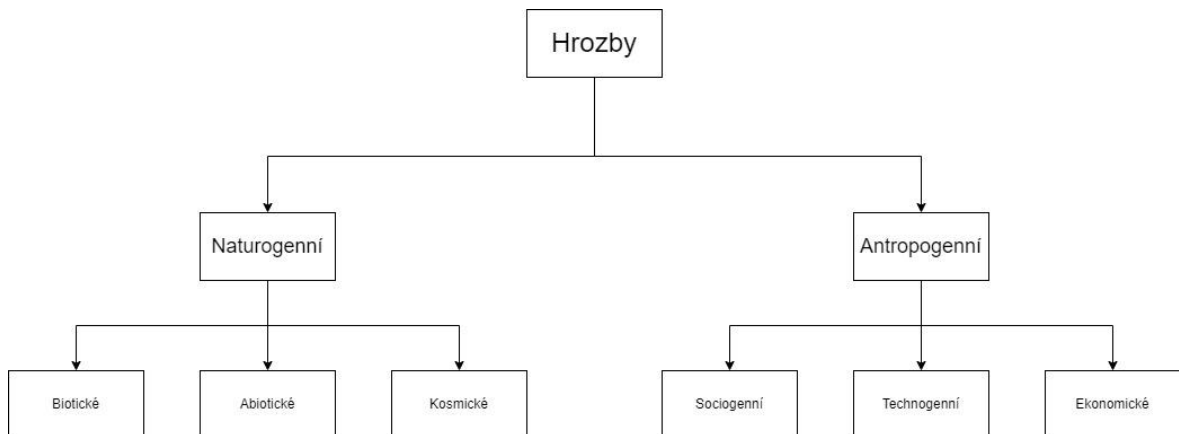 Hrozby
Naturogenní
Antropogenní
Biotické
Abiotické
Kosmické
Sociogenní
Technogenní
Ekonomické